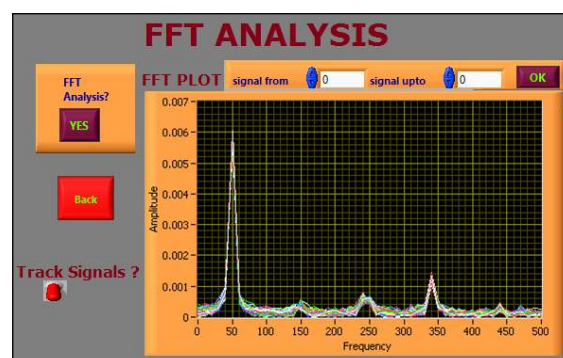 FFT ANALYSIS
FFT Analysis?
YES
FFT PLOT signal from 0 signal upto 0 OK
Back
Track Signals ?
Amplitude
0.007
0.006
0.005
0.004
0.003
0.002
0.001
0
0 50 100 150 200 250 300 350 400 450 500
Frequency